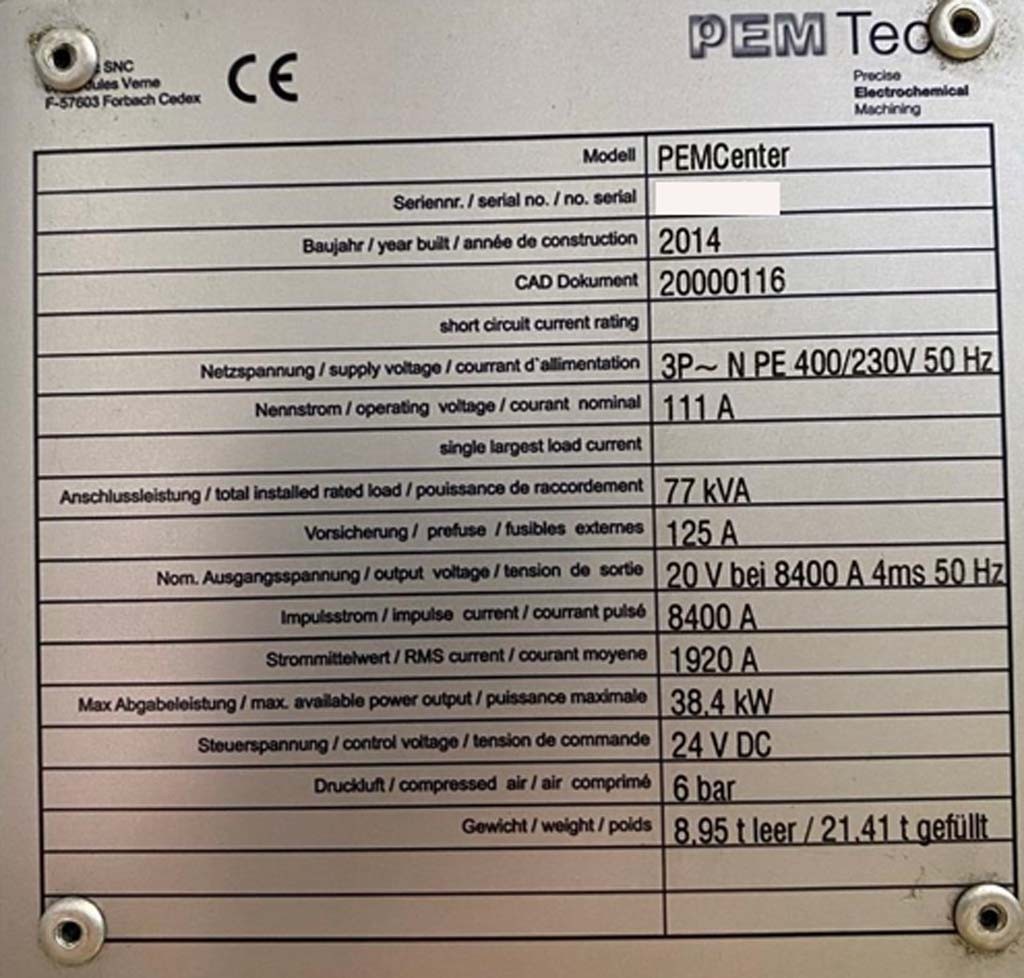 SNC
Jules Verne
F-57603 Forbach Cedex
CE
PEM Tec
Precise
Electrochemical
Machining
Modell PEMCenter
Seriennr. / serial no. / no. serial
Baujahr / year built / année de construction 2014
CAD Dokument 20000116
short circuit current rating
Netzspannung / supply voltage / courrant d`allimentation 3P~ N PE 400/230V 50 Hz
Nennstrom / operating voltage / courant nominal 111 A
single largest load current
Anschlussleistung / total installed rated load / pouissance de raccordement 77 kVA
Vorsicherung / prefuse / fusibles externes 125 A
Nom. Ausgangsspannung / output voltage / tension de sortie 20 V bei 8400 A 4ms 50 Hz
Impulsstrom / impulse current / courrant pulsé 8400 A
Strommittelwert / RMS current / courant moyene 1920 A
Max Abgabeleistung / max. available power output / puissance maximale 38,4 kW
Steuerspannung / control voltage / tension de commande 24 V DC
Druckluft / compressed air / air comprimé 6 bar
Gewicht / weight / poids 8,95 t leer / 21,41 t gefüllt